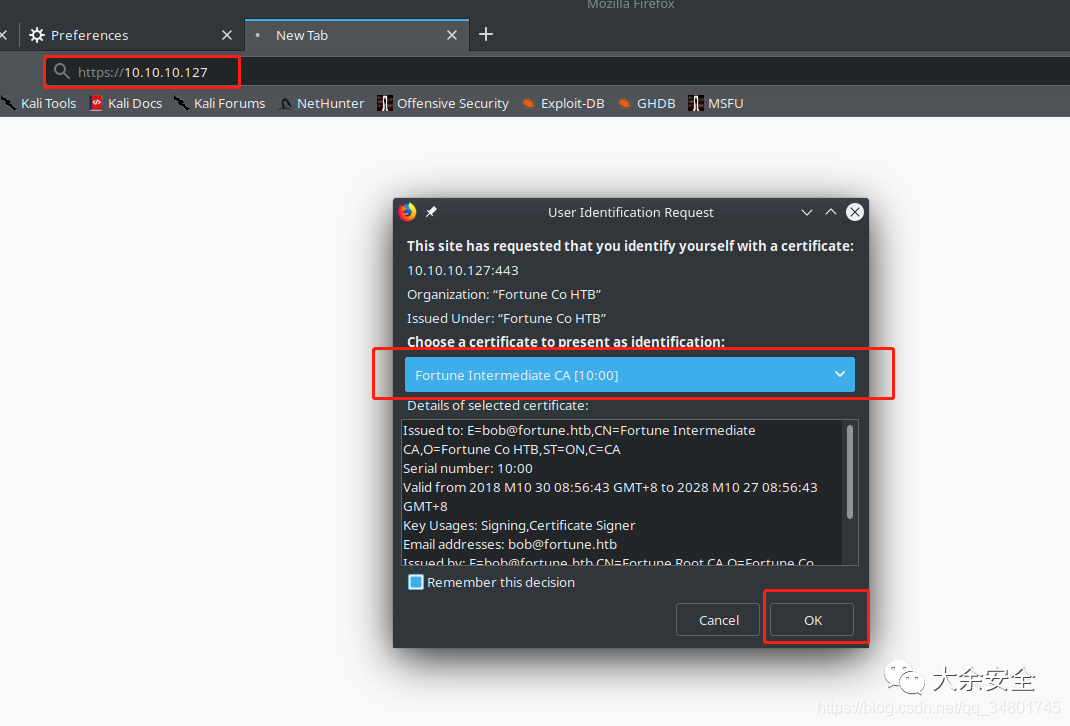 Mozilla Firefox
Preferences
New Tab
https://10.10.10.127
Kali Tools Kali Docs Kali Forums NetHunter Offensive Security Exploit-DB GHDB MSFU
User Identification Request
This site has requested that you identify yourself with a certificate:
10.10.10.127:443
Organization: “Fortune Co HTB”
Issued Under: “Fortune Co HTB”
Choose a certificate to present as identification:
Fortune Intermediate CA [10:00]
Details of selected certificate:
Issued to: E=bob@fortune.htb,CN=Fortune Intermediate
CA,O=Fortune Co HTB,ST=ON,C=CA
Serial number: 10:00
Valid from 2018 M10 30 08:56:43 GMT+8 to 2028 M10 27 08:56:43
GMT+8
Key Usages: Signing,Certificate Signer
Email addresses: bob@fortune.htb
Issued by: E=bob@fortune.htb,CN=Fortune Root CA,O=Fortune Co
Remember this decision
Cancel OK
大余安全
https://blog.csdn.net/qq_34801745